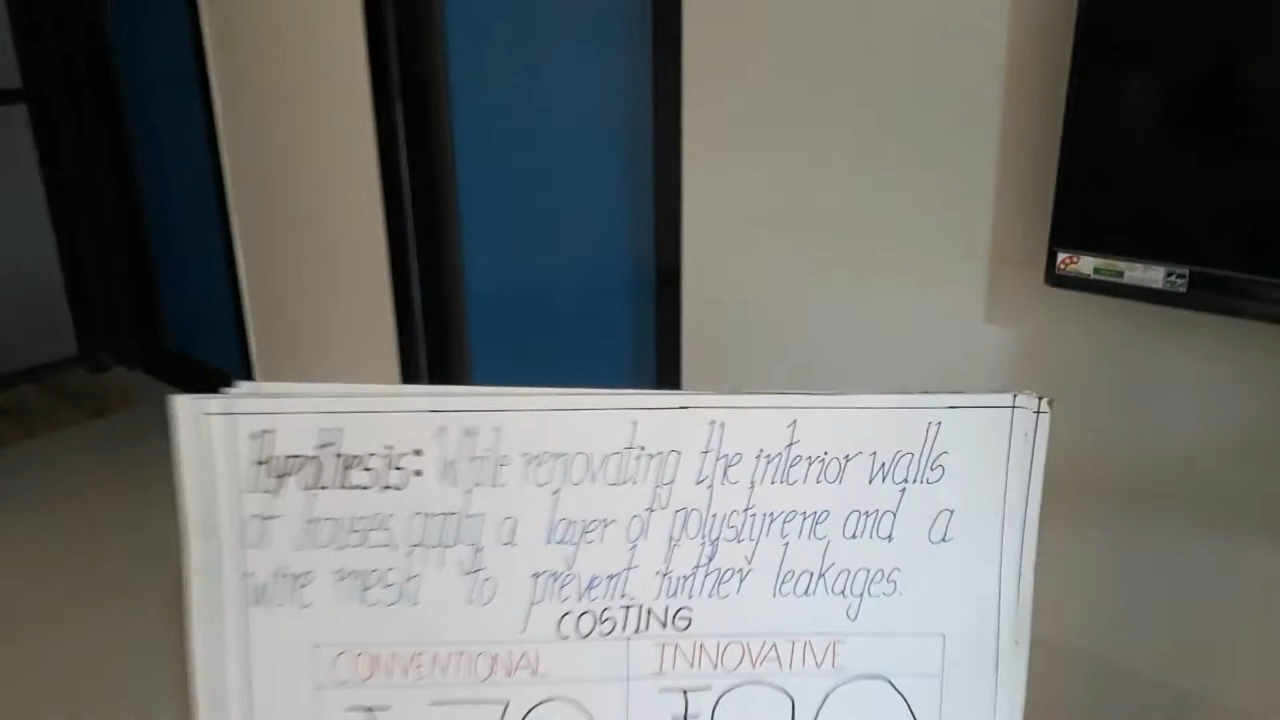 Hypothesis: While renovating the interior walls
of houses, apply a layer of polystyrene and a
wire mesh to prevent further leakages.
COSTING
CONVENTIONAL INNOVATIVE